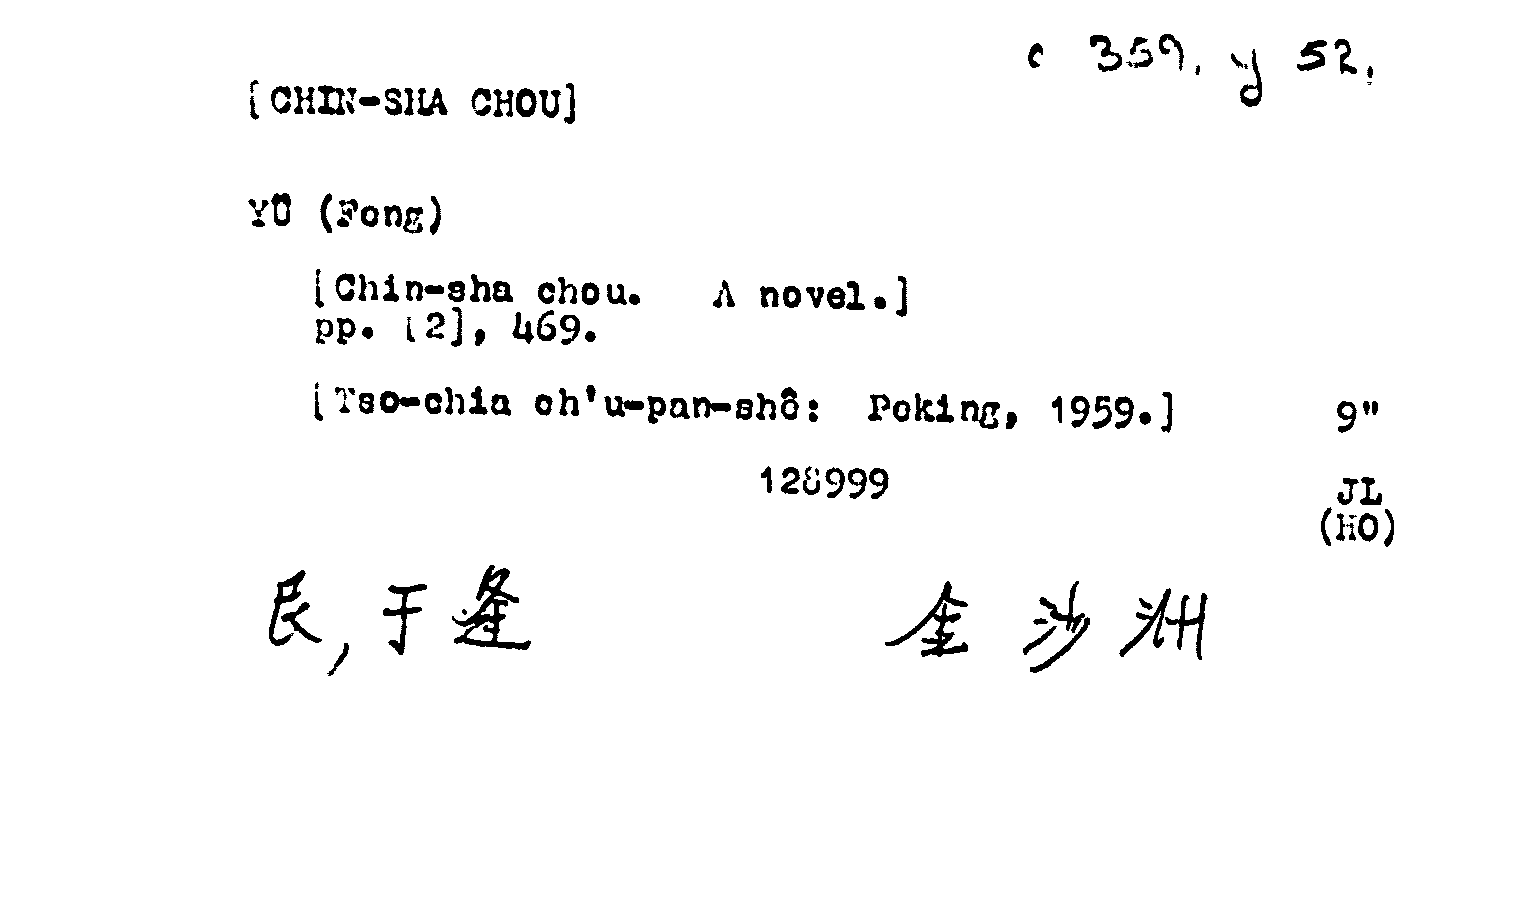 c 359. y 52.
[CHIN-SHA CHOU]
YÜ (Fong)
[Chin-sha chou. A novel.]
pp. [2], 469.
[Tso-chia ch'u-pan-shê: Peking, 1959.] 9"
128999 JL
(HO)
艮, 于逢 金沙洲